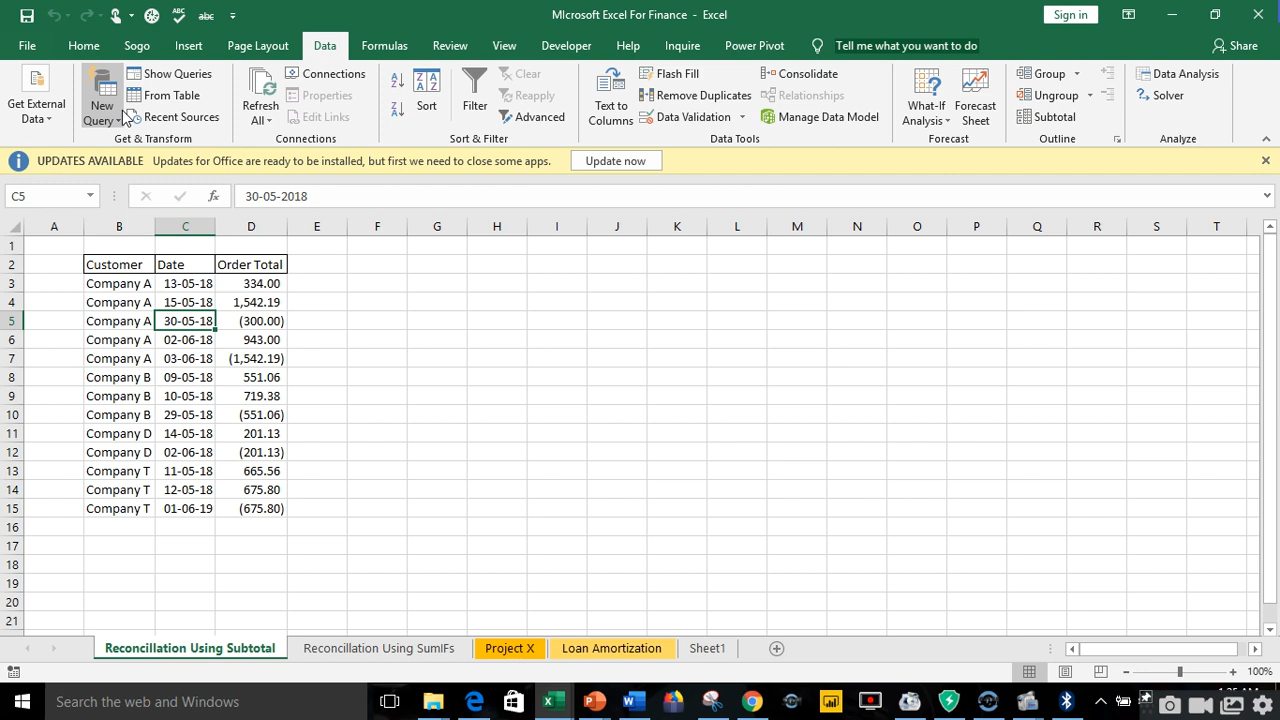 MIcrosoft Excel For Finance - Excel
Sign in
File Home Sogo Insert Page Layout Data Formulas Review View Developer Help Inquire Power Pivot Tell me what you want to do Share
Get External Data
New Query
Show Queries
From Table
Recent Sources
Get & Transform
Refresh All
Connections
Properties
Edit Links
Connections
Sort
Filter
Clear
Reapply
Advanced
Sort & Filter
Text to Columns
Flash Fill
Remove Duplicates
Data Validation
Consolidate
Relationships
Manage Data Model
Data Tools
What-If Analysis
Forecast Sheet
Forecast
Group
Ungroup
Subtotal
Outline
Data Analysis
Solver
Analyze
UPDATES AVAILABLE Updates for Office are ready to be installed, but first we need to close some apps. Update now
C5 fx 30-05-2018
A B C D E F G H I J K L M N O P Q R S T
1
2 Customer Date Order Total
3 Company A 13-05-18 334.00
4 Company A 15-05-18 1,542.19
5 Company A 30-05-18 (300.00)
6 Company A 02-06-18 943.00
7 Company A 03-06-18 (1,542.19)
8 Company B 09-05-18 551.06
9 Company B 10-05-18 719.38
10 Company B 29-05-18 (551.06)
11 Company D 14-05-18 201.13
12 Company D 02-06-18 (201.13)
13 Company T 11-05-18 665.56
14 Company T 12-05-18 675.80
15 Company T 01-06-19 (675.80)
16
17
18
19
20
21
Reconcillation Using Subtotal Reconcillation Using SumIFs Project X Loan Amortization Sheet1
100%
Search the web and Windows